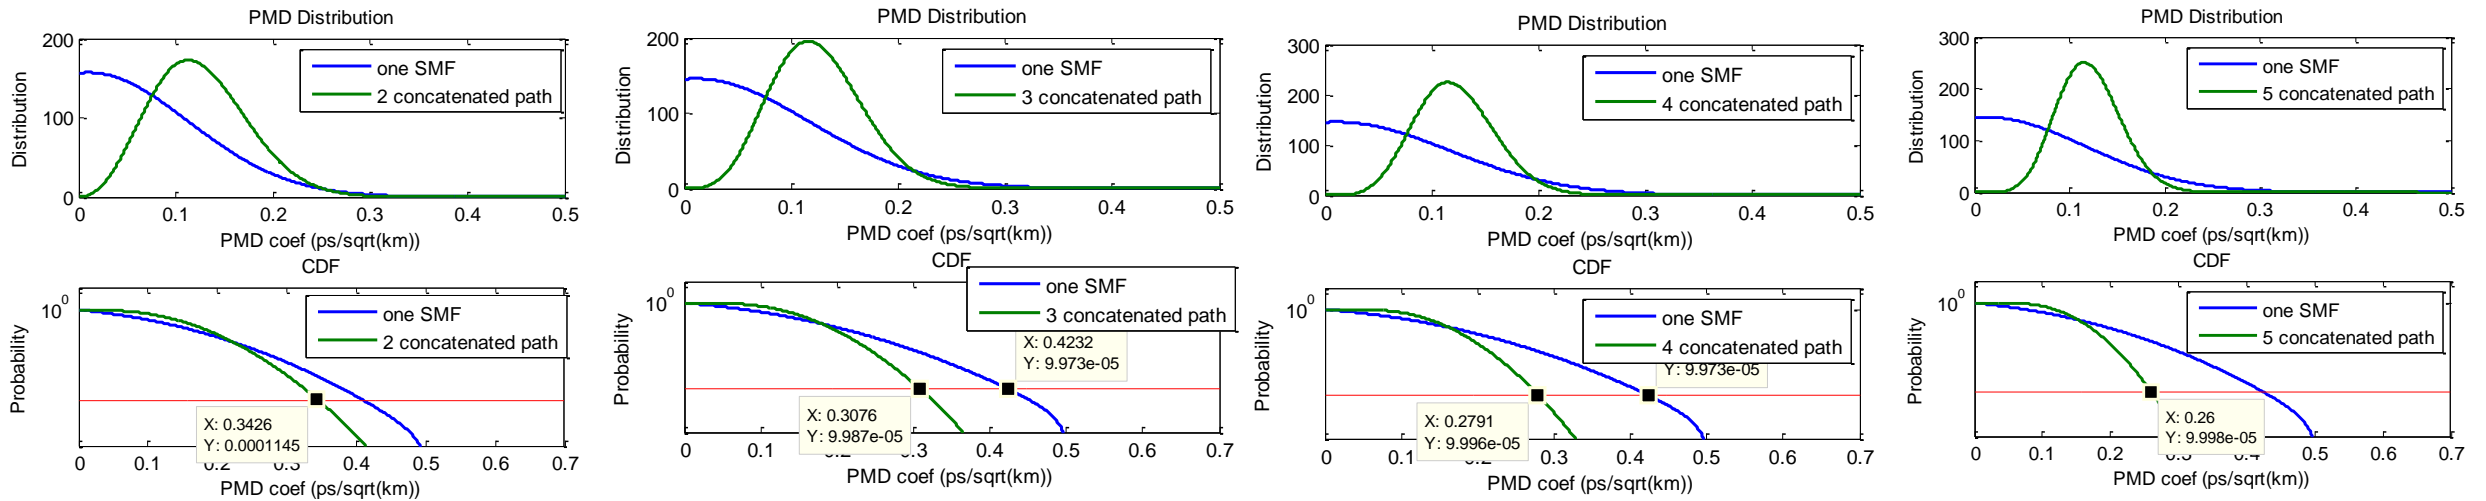 PMD Distribution
200
100
0
Distribution
one SMF
2 concatenated path
0 0.1 0.2 0.3 0.4 0.5
PMD coef (ps/sqrt(km))
CDF
10^0
Probability
one SMF
2 concatenated path
X: 0.3426
Y: 0.0001145
0 0.1 0.2 0.3 0.4 0.5 0.6 0.7
PMD coef (ps/sqrt(km))
PMD Distribution
200
100
0
Distribution
one SMF
3 concatenated path
0 0.1 0.2 0.3 0.4 0.5
PMD coef (ps/sqrt(km))
CDF
10^0
Probability
one SMF
3 concatenated path
X: 0.4232
Y: 9.973e-05
X: 0.3076
Y: 9.987e-05
0 0.1 0.2 0.3 0.4 0.5 0.6 0.7
PMD coef (ps/sqrt(km))
PMD Distribution
300
200
100
0
Distribution
one SMF
4 concatenated path
0 0.1 0.2 0.3 0.4 0.5
PMD coef (ps/sqrt(km))
CDF
10^0
Probability
one SMF
4 concatenated path
Y: 9.973e-05
X: 0.2791
Y: 9.996e-05
0 0.1 0.2 0.3 0.4 0.5 0.6 0.7
PMD coef (ps/sqrt(km))
PMD Distribution
300
200
100
0
Distribution
one SMF
5 concatenated path
0 0.1 0.2 0.3 0.4 0.5
PMD coef (ps/sqrt(km))
CDF
10^0
Probability
one SMF
5 concatenated path
X: 0.26
Y: 9.998e-05
0 0.1 0.2 0.3 0.4 0.5 0.6 0.7
PMD coef (ps/sqrt(km))